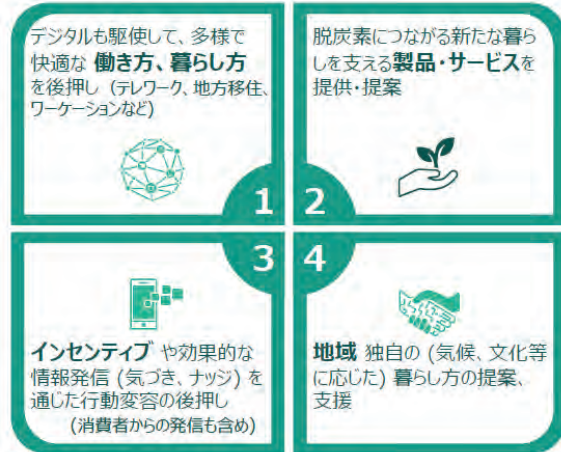 デジタルも駆使して、多様で
快適な 働き方、暮らし方
を後押し（テレワーク、地方移住、
ワーケーションなど）
1
脱炭素につながる新たな暮ら
しを支える製品・サービスを
提供・提案
2
3
インセンティブ や効果的な
情報発信（気づき、ナッジ）を
通じた行動変容の後押し
（消費者からの発信も含め）
4
地域 独自の（気候、文化等
に応じた）暮らし方の提案、
支援